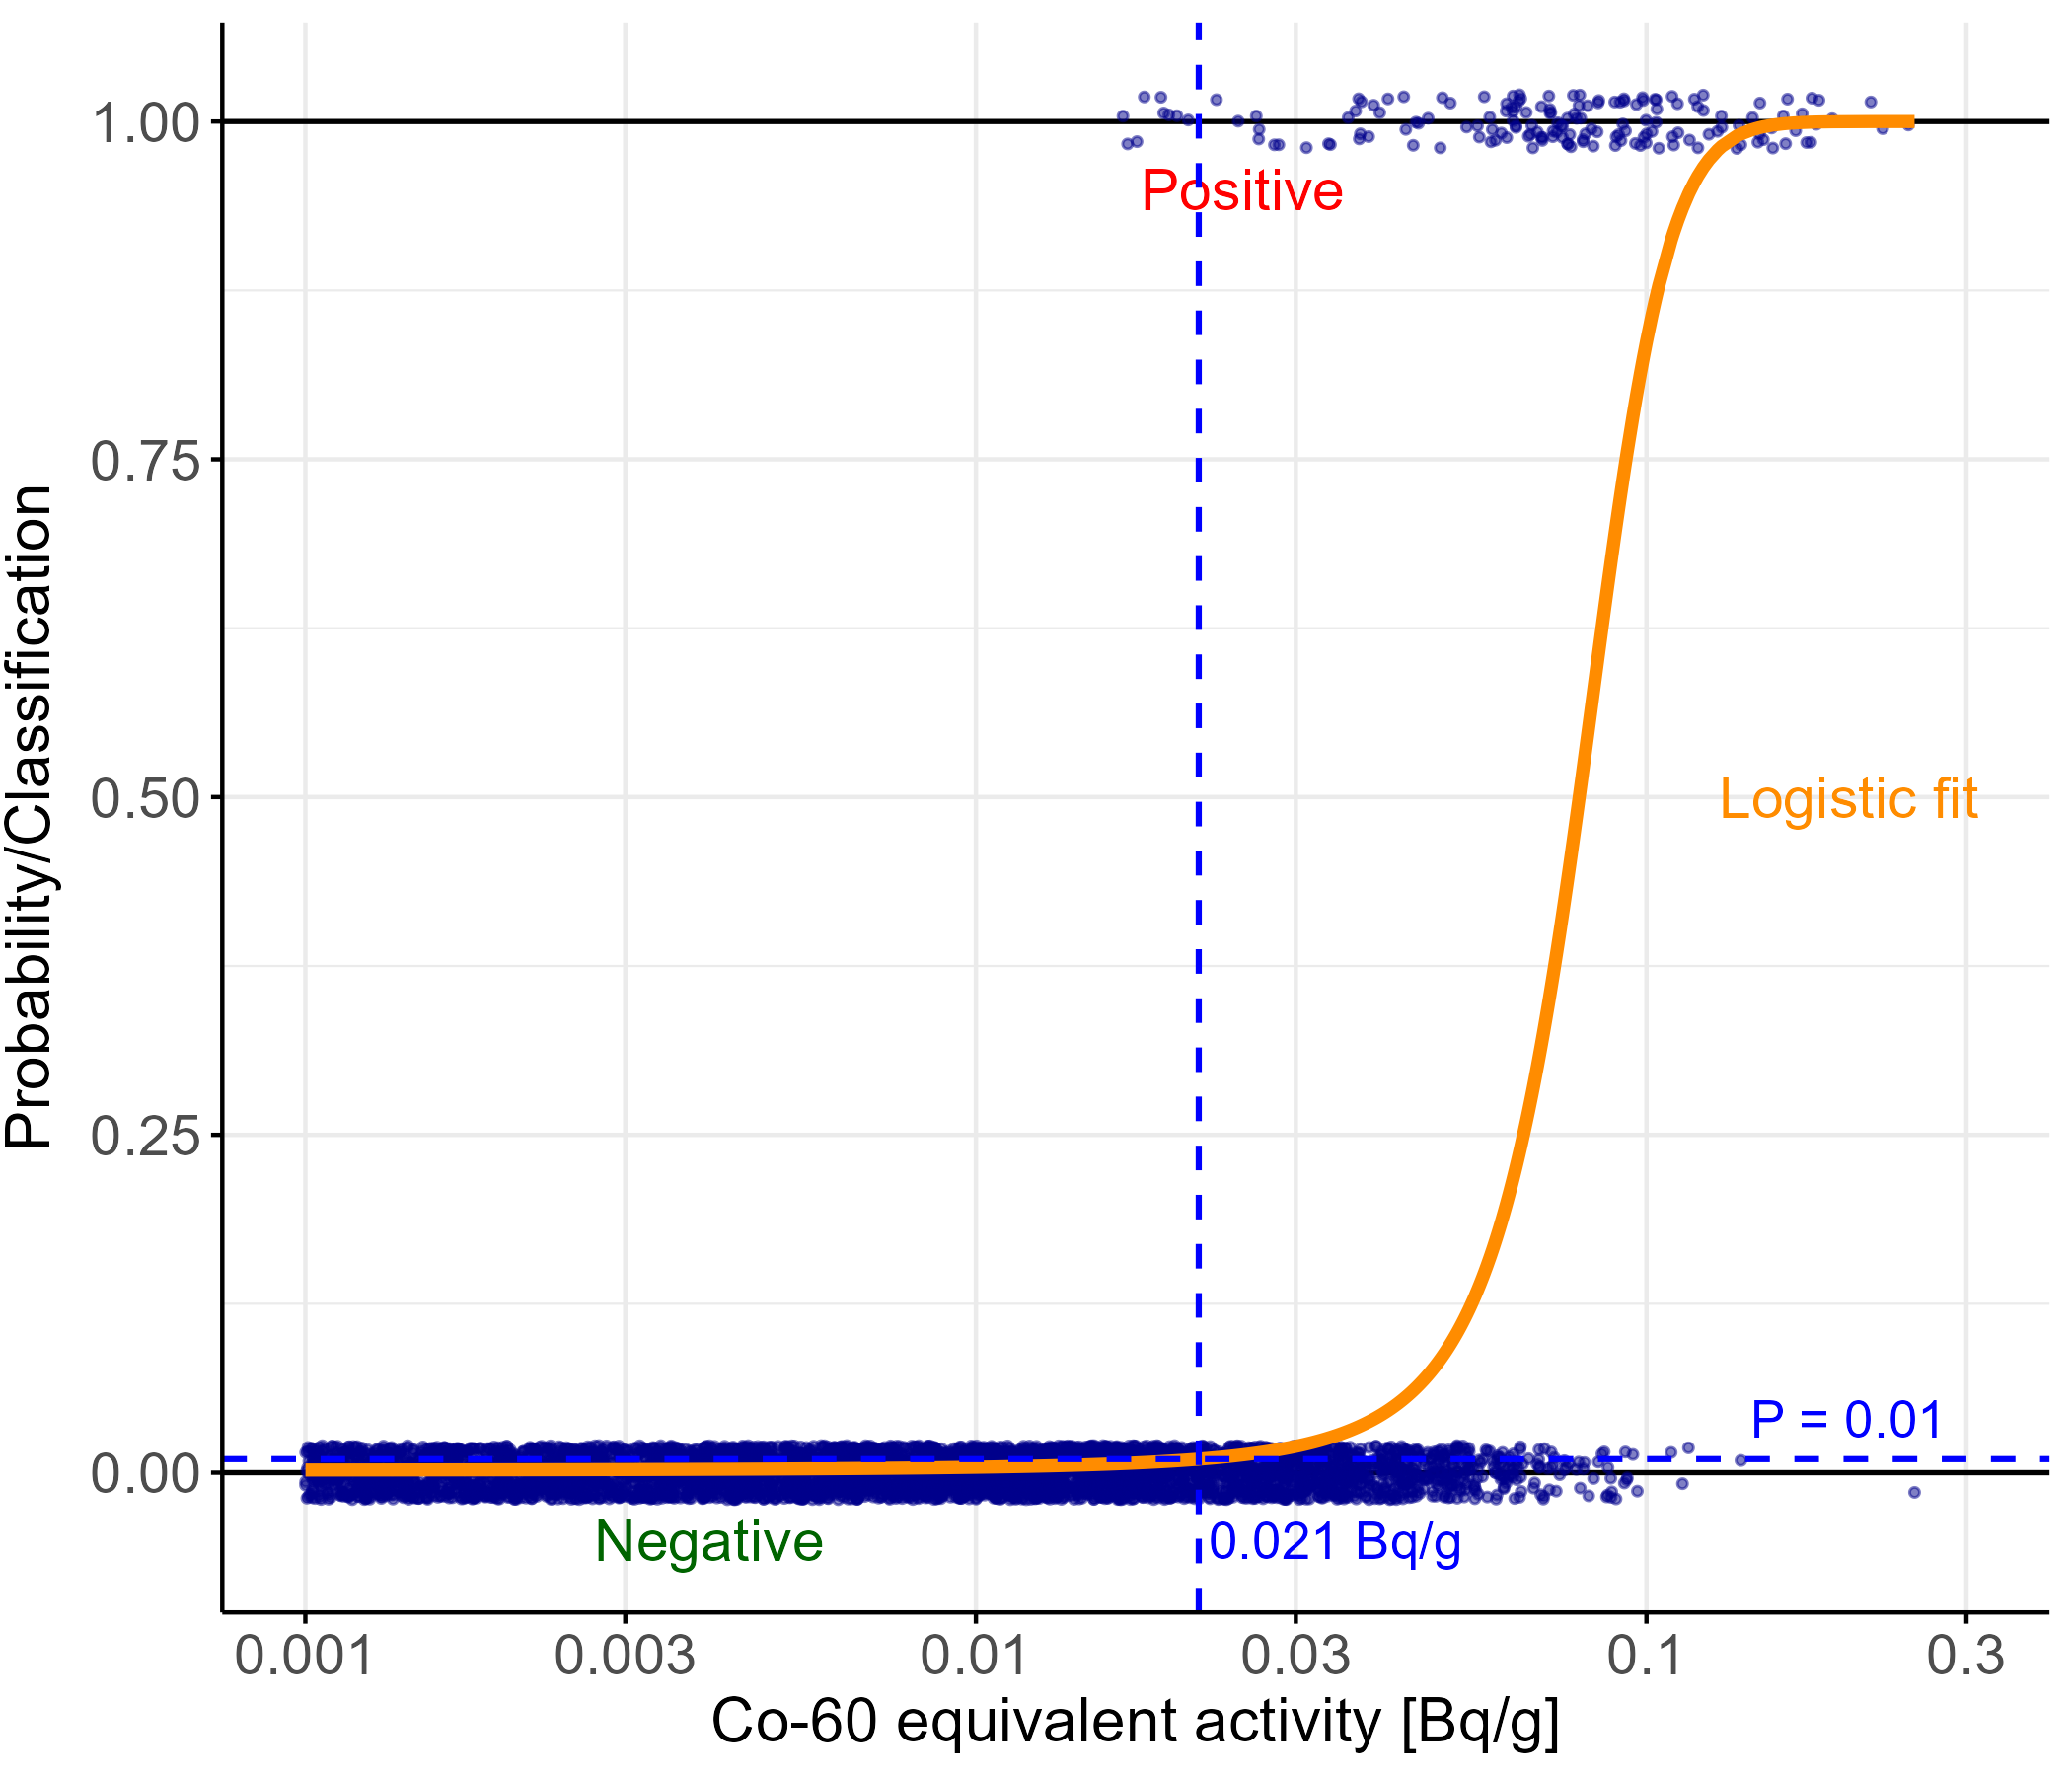 1.00
Positive
0.75
0.50
Logistic fit
0.25
P = 0.01
0.00
Negative
0.021 Bq/g
0.001
0.003
0.01
0.03
0.1
0.3
Co-60 equivalent activity [Bq/g]
Probability/Classification